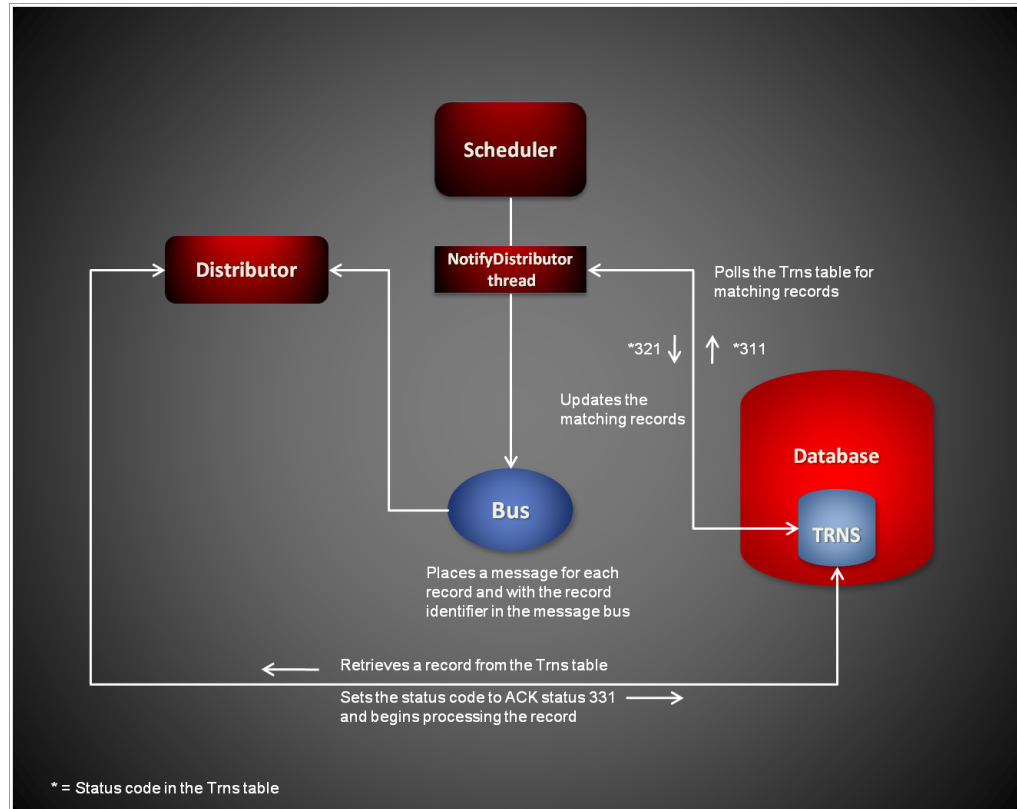 Scheduler
NotifyDistributor
thread
Distributor
Polls the Trns table for
matching records
*321
*311
Updates the
matching records
Database
TRNS
Bus
Places a message for each
record and with the record
identifier in the message bus
Retrieves a record from the Trns table
Sets the status code to ACK status 331
and begins processing the record
* = Status code in the Trns table